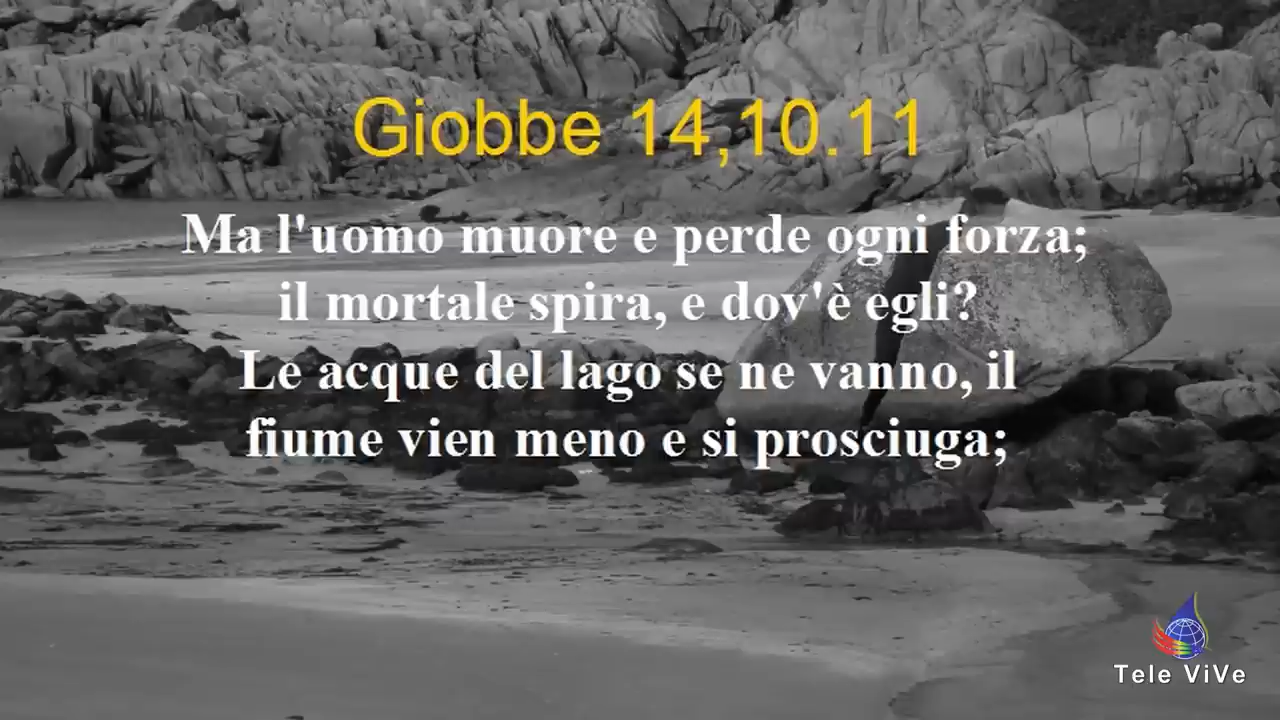 Giobbe 14,10.11
Ma l'uomo muore e perde ogni forza;
il mortale spira, e dov'è egli?
Le acque del lago se ne vanno, il
fiume vien meno e si prosciuga;
Tele ViVe